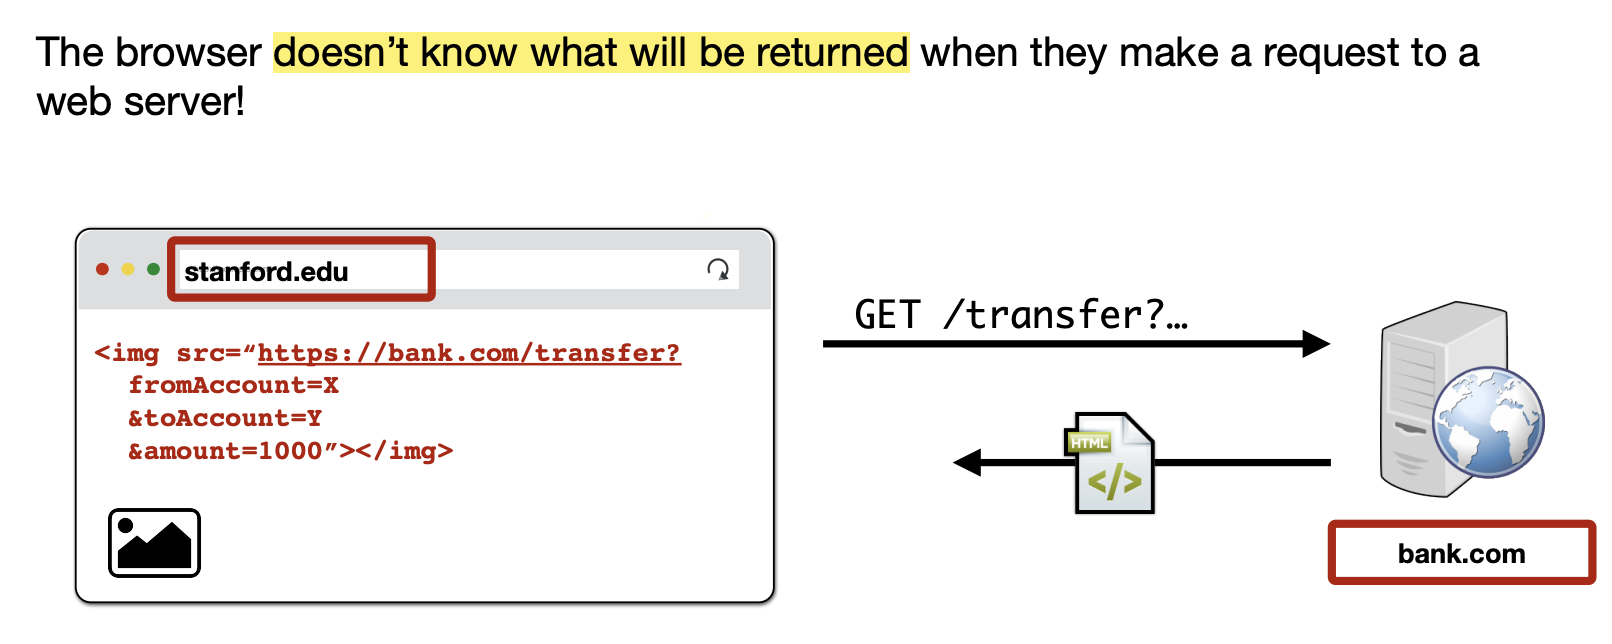 The browser doesn’t know what will be returned when they make a request to a
web server!
stanford.edu
<img src=“https://bank.com/transfer?
fromAccount=X
&toAccount=Y
&amount=1000”></img>
GET /transfer?…
HTML
</>
bank.com